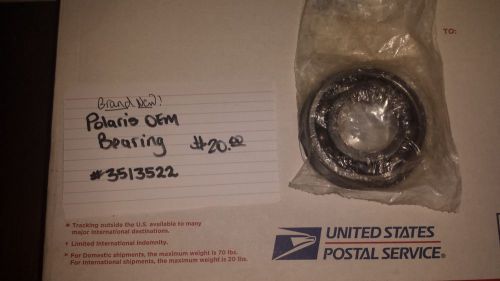 TO:
Brand New!
Polaris OEM
Bearing $20.00
#3513522
* Tracking outside the U.S. available to many
major international destinations.
+ Limited international indemnity.
* For Domestic shipments, the maximum weight is 70 lbs.
For International shipments, the maximum weight is 20 lbs.
UNITED STATES
POSTAL SERVICE®